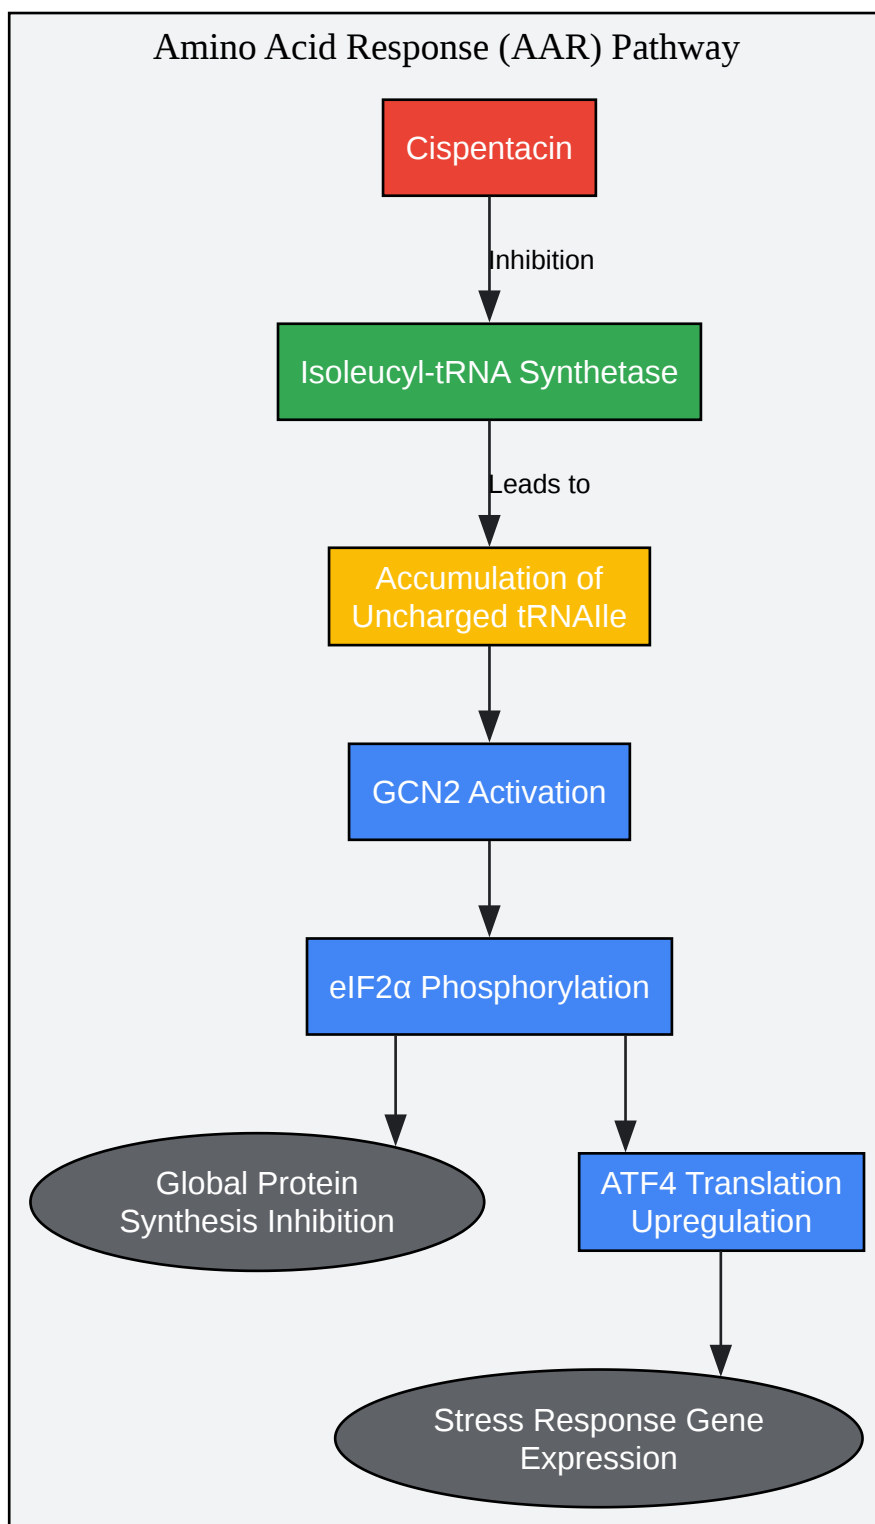 Amino Acid Response (AAR) Pathway
Cispentacin
Inhibition
Isoleucyl-tRNA Synthetase
Leads to
Accumulation of
Uncharged tRNAIle
GCN2 Activation
eIF2α Phosphorylation
Global Protein
Synthesis Inhibition
ATF4 Translation
Upregulation
Stress Response Gene
Expression